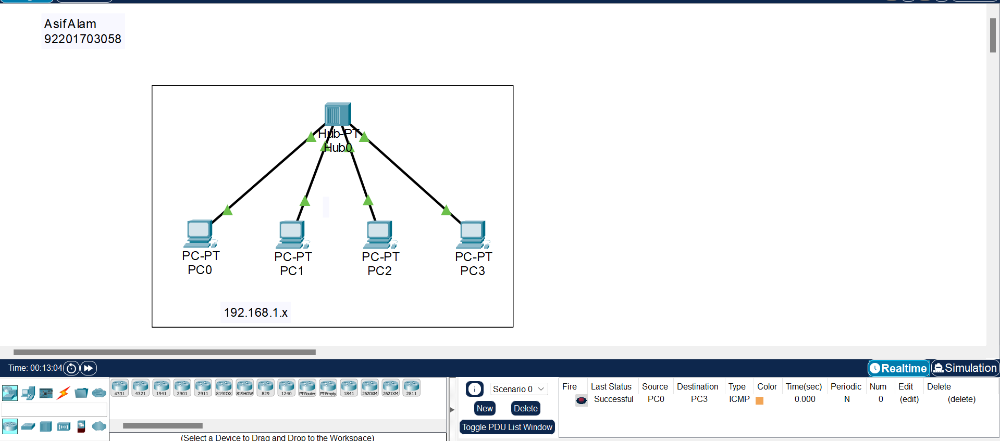 AsifAlam
92201703058
Hub-PT
Hub0
PC-PT
PC0
PC-PT
PC1
PC-PT
PC2
PC-PT
PC3
192.168.1.x
Time: 00:13:04
Realtime
Simulation
4331 4321 1941 2901 2911 819IOX 819HGW 829 1240 PT-Router PT-Empty 1841 2620XM 2621XM 2811
(Select a Device to Drag and Drop to the Workspace)
Scenario 0
New Delete
Toggle PDU List Window
Fire Last Status Source Destination Type Color Time(sec) Periodic Num Edit Delete
Successful PC0 PC3 ICMP 0.000 N 0 (edit) (delete)